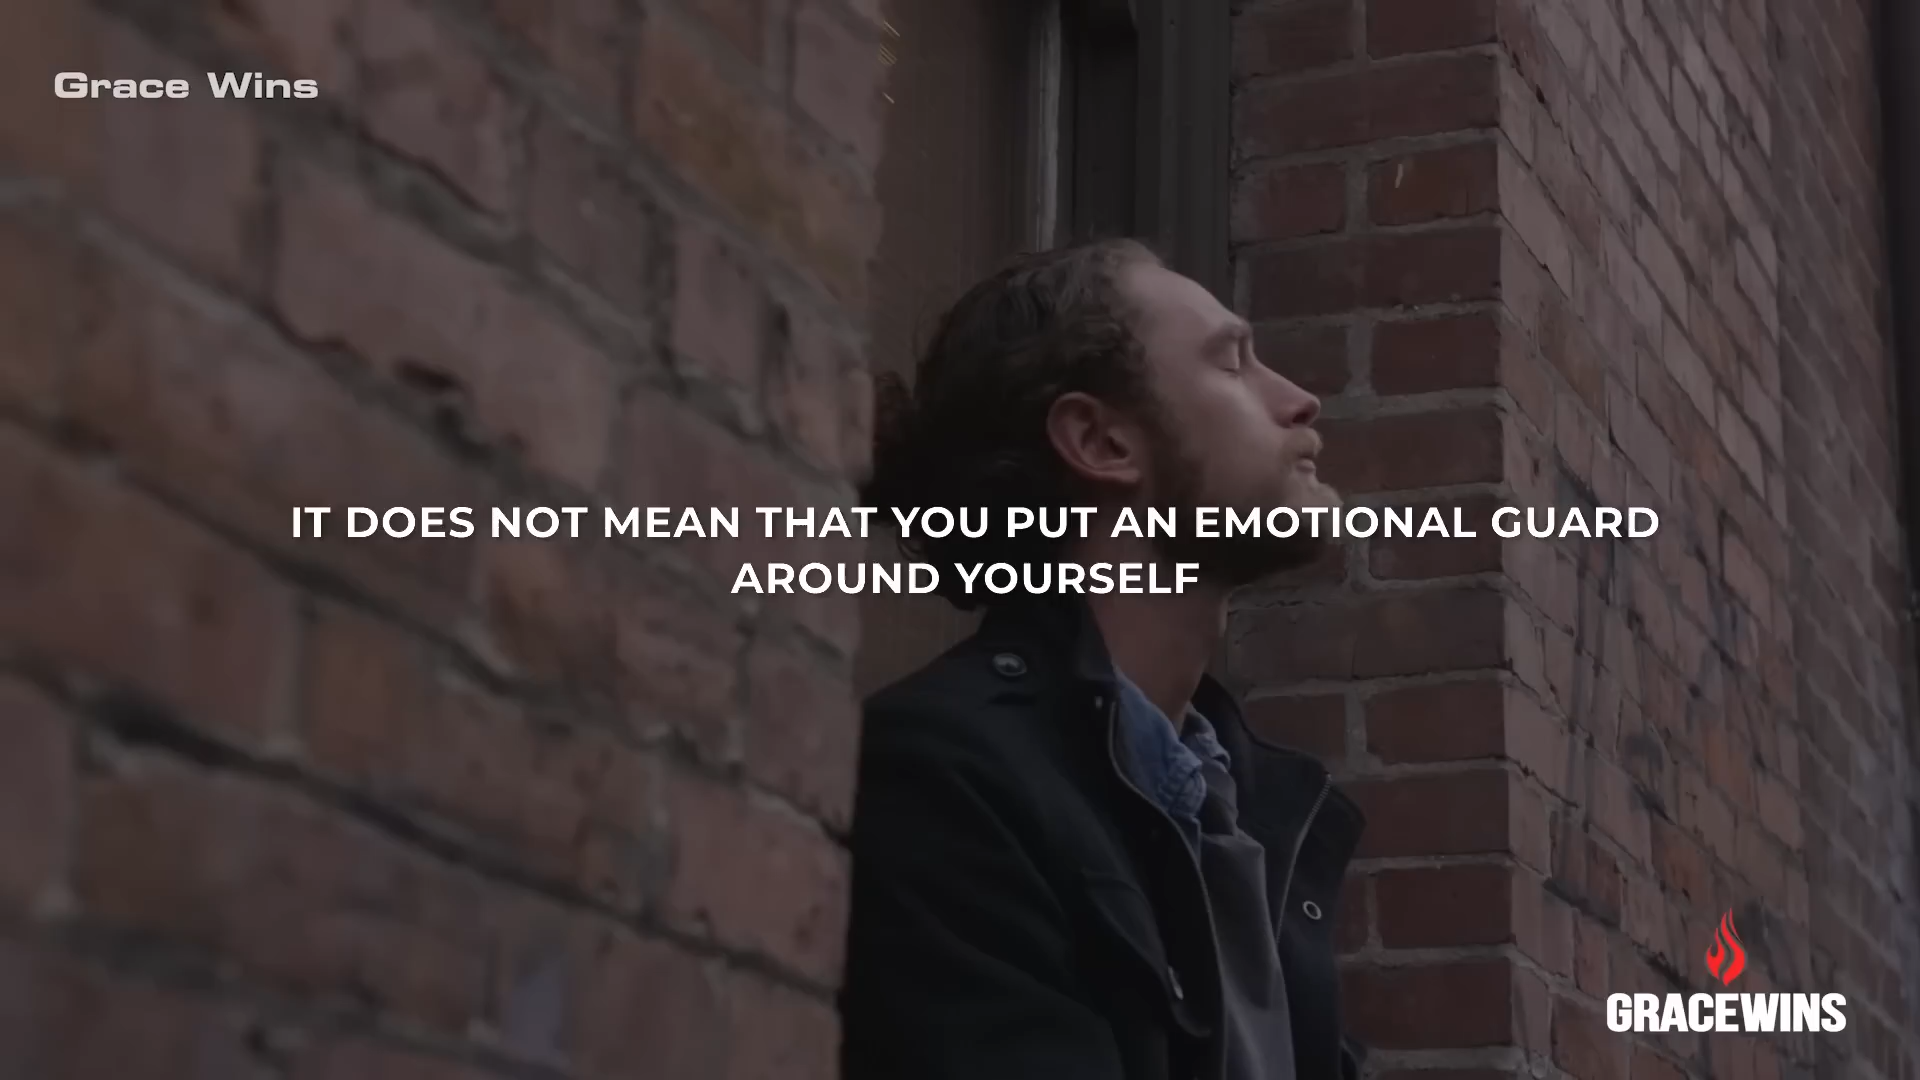 Grace Wins
IT DOES NOT MEAN THAT YOU PUT AN EMOTIONAL GUARD
AROUND YOURSELF
GRACEWINS